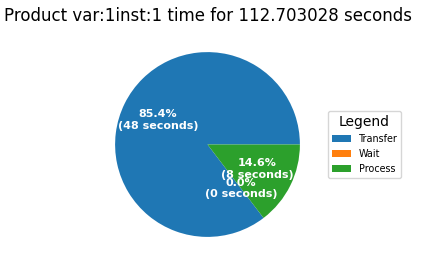 Product var:1inst:1 time for 112.703028 seconds
85.4%
(48 seconds)
14.6%
(8 seconds)
0.0%
(0 seconds)
Legend
Transfer
Wait
Process